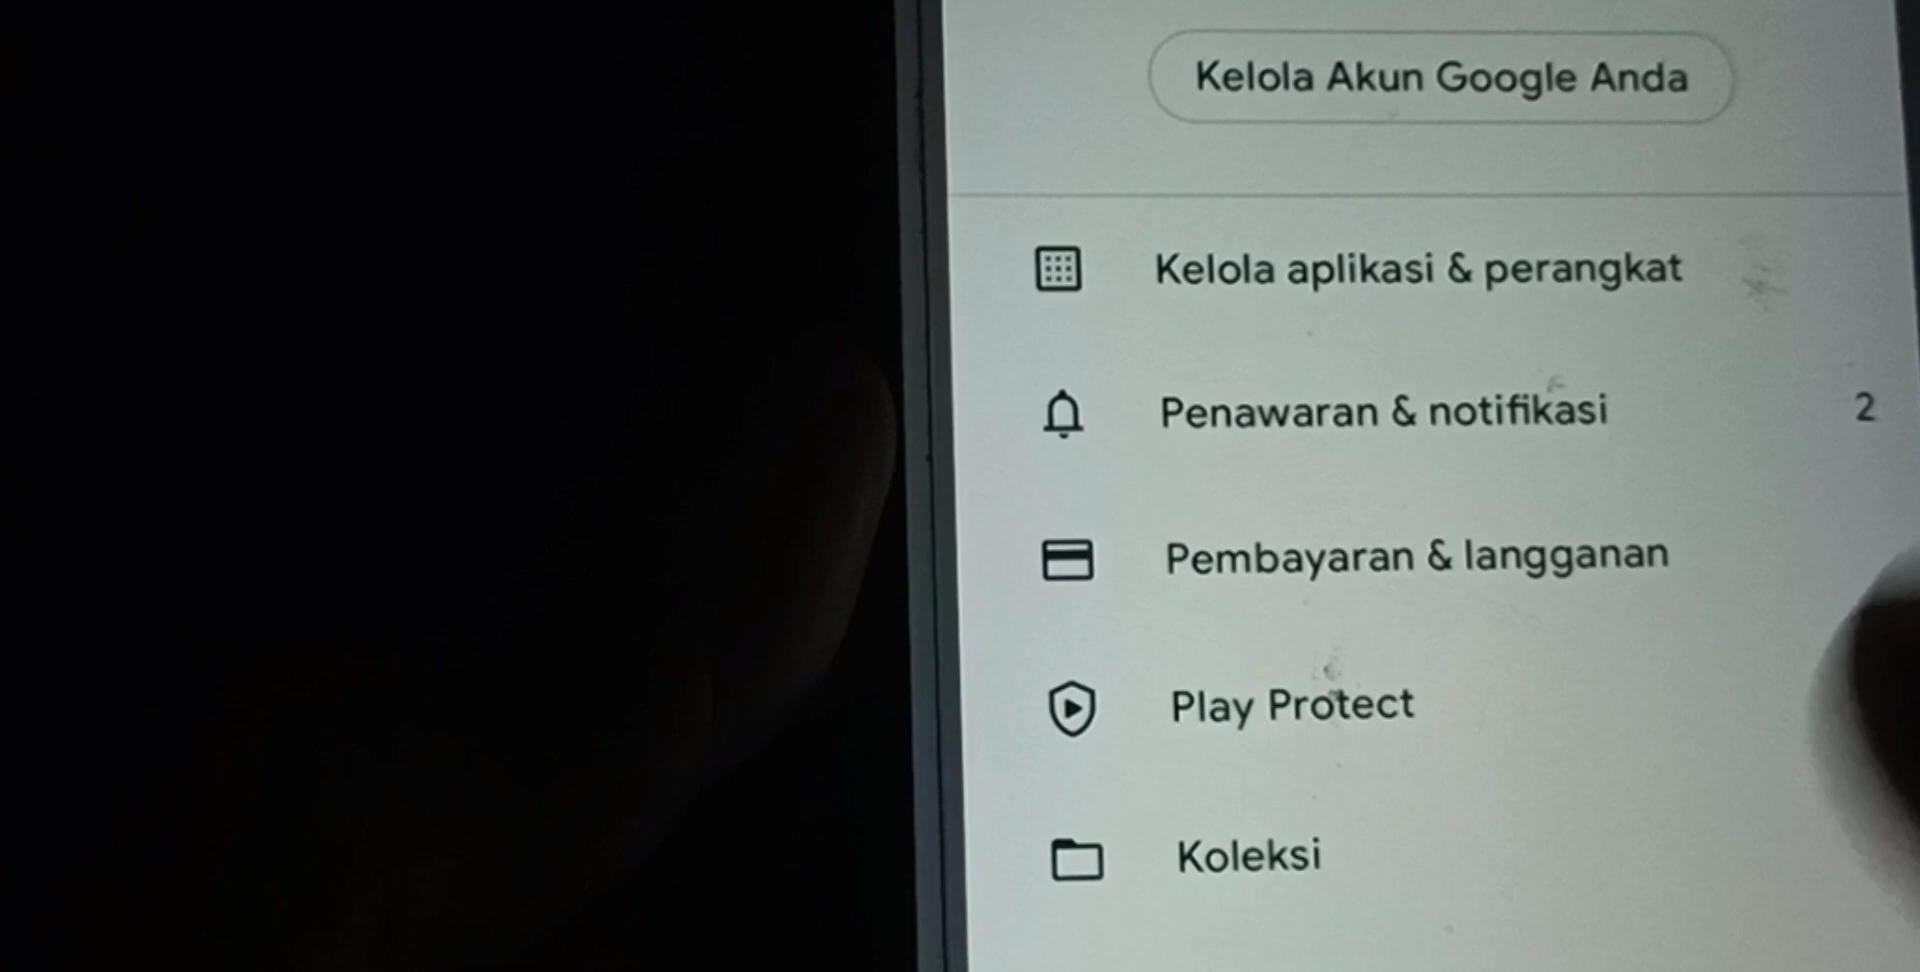 Kelola Akun Google Anda
Kelola aplikasi & perangkat
Penawaran & notifikasi 2
Pembayaran & langganan
Play Protect
Koleksi